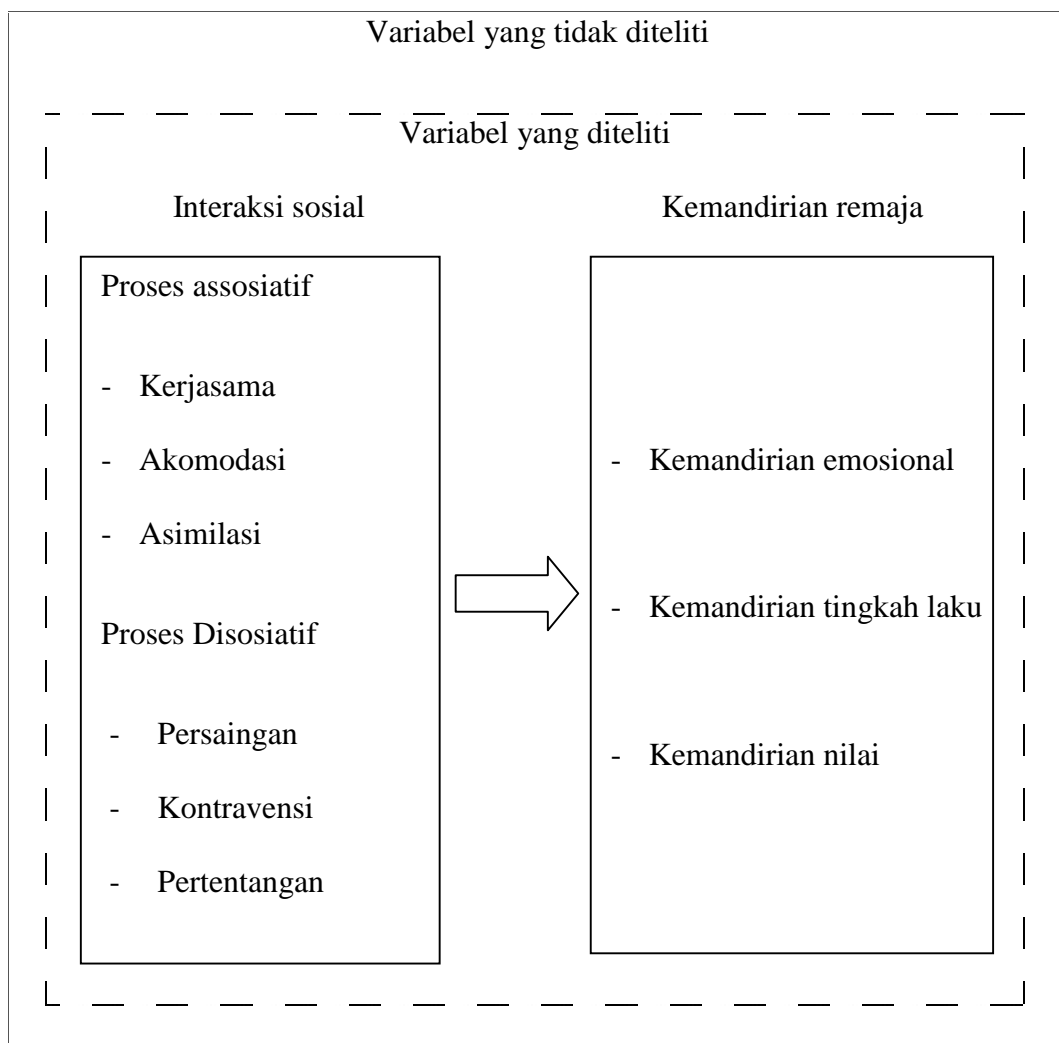 Variabel yang tidak diteliti
Variabel yang diteliti
Interaksi sosial
Proses assosiatif
- Kerjasama
- Akomodasi
- Asimilasi
Proses Disosiatif
- Persaingan
- Kontravensi
- Pertentangan
Kemandirian remaja
- Kemandirian emosional
- Kemandirian tingkah laku
- Kemandirian nilai